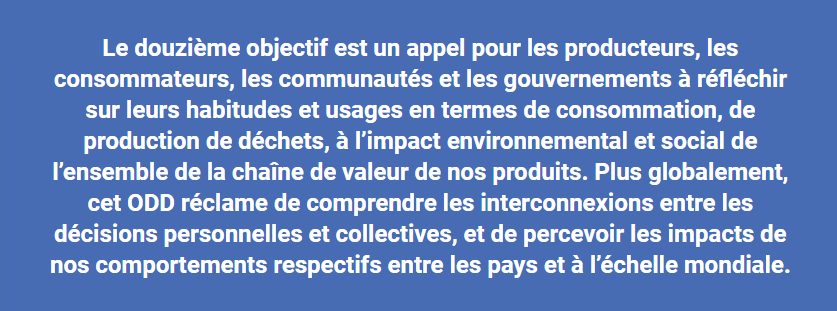 Le douzième objectif est un appel pour les producteurs, les
consommateurs, les communautés et les gouvernements à réfléchir
sur leurs habitudes et usages en termes de consommation, de
production de déchets, à l’impact environnemental et social de
l’ensemble de la chaîne de valeur de nos produits. Plus globalement,
cet ODD réclame de comprendre les interconnexions entre les
décisions personnelles et collectives, et de percevoir les impacts de
nos comportements respectifs entre les pays et à l’échelle mondiale.